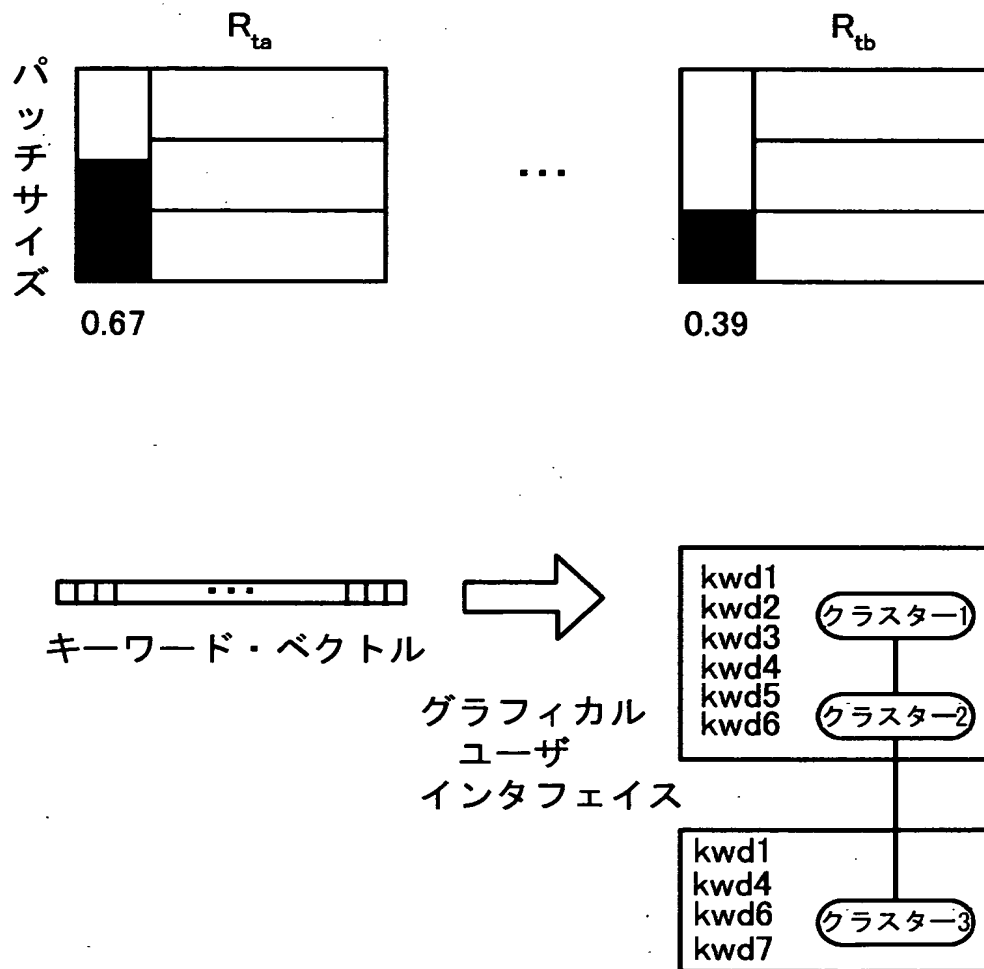 R_ta
R_tb
パッチサイズ
...
0.67
0.39
...
キーワード・ベクトル
グラフィカル
ユーザ
インタフェイス
kwd1
kwd2
kwd3
kwd4
kwd5
kwd6
クラスター1
クラスター2
kwd1
kwd4
kwd6
kwd7
クラスター3